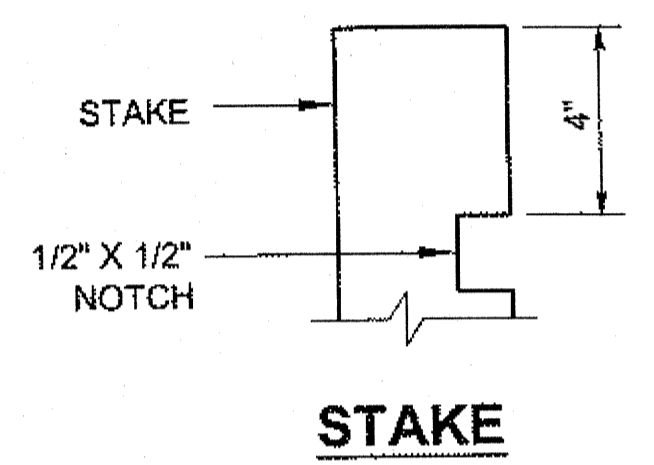 STAKE
4"
1/2" X 1/2"
NOTCH
STAKE